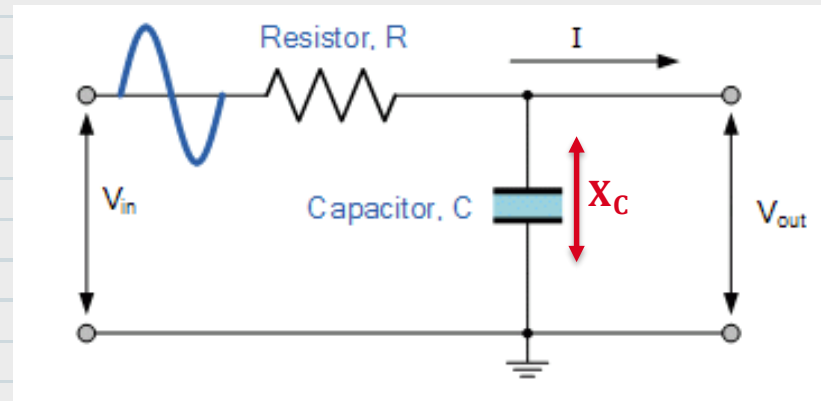 Resistor, R
I
Vin
Capacitor, C
XC
Vout